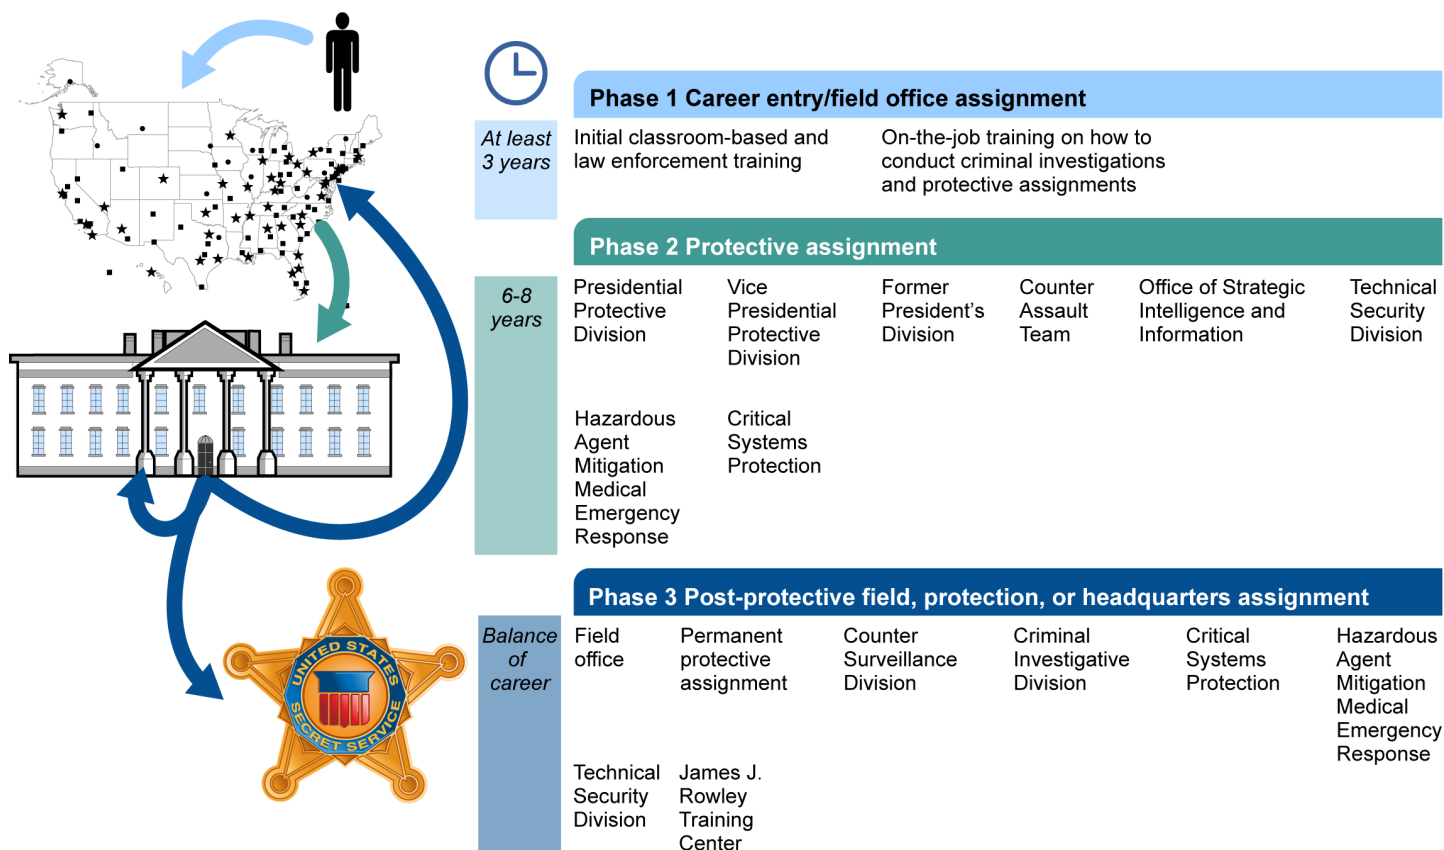 Phase 1 Career entry/field office assignment
At least
3 years
Initial classroom-based and
law enforcement training
On-the-job training on how to
conduct criminal investigations
and protective assignments
Phase 2 Protective assignment
6-8
years
Presidential
Protective
Division
Vice
Presidential
Protective
Division
Former
President’s
Division
Counter
Assault
Team
Office of Strategic
Intelligence and
Information
Technical
Security
Division
Hazardous
Agent
Mitigation
Medical
Emergency
Response
Critical
Systems
Protection
Phase 3 Post-protective field, protection, or headquarters assignment
Balance
of
career
Field
office
Permanent
protective
assignment
Counter
Surveillance
Division
Criminal
Investigative
Division
Critical
Systems
Protection
Hazardous
Agent
Mitigation
Medical
Emergency
Response
Technical
Security
Division
James J.
Rowley
Training
Center
UNITED STATES
SECRET SERVICE